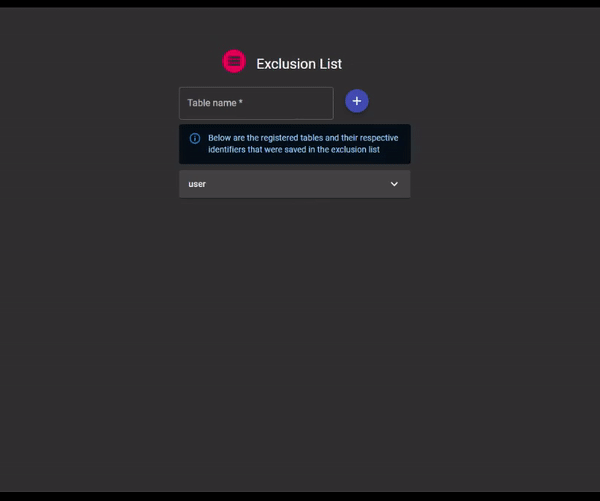 Exclusion List
Table name *
Below are the registered tables and their respective
identifiers that were saved in the exclusion list
user